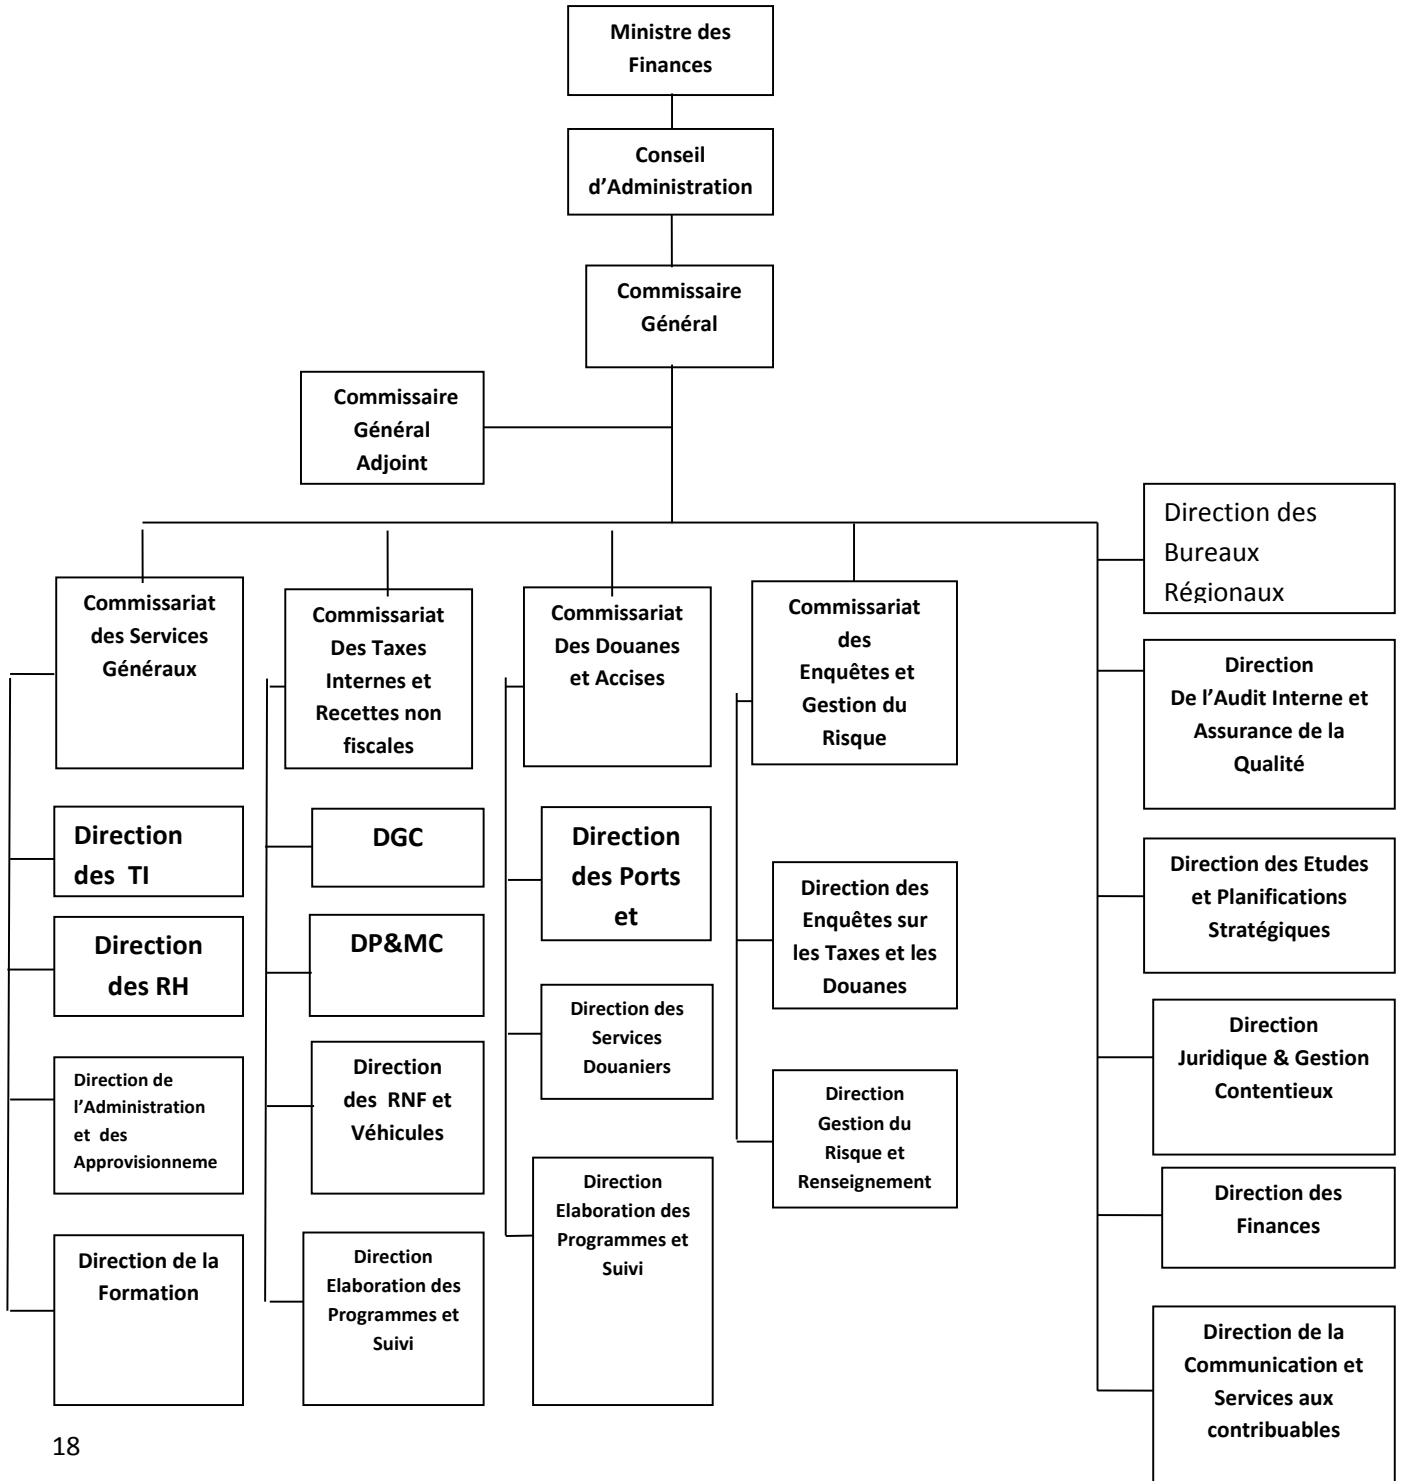 Ministre des
Finances
Conseil
d’Administration
Commissaire
Général
Commissaire
Général
Adjoint
Direction des
Bureaux
Régionaux
Commissariat
des Services
Généraux
Commissariat
Des Taxes
Internes et
Recettes non
fiscales
Commissariat
Des Douanes
et Accises
Commissariat
des
Enquêtes et
Gestion du
Risque
Direction
De l’Audit Interne et
Assurance de la
Qualité
Direction
des TI
DGC
Direction
des Ports
et
Direction des
Enquêtes sur
les Taxes et les
Douanes
Direction des Etudes
et Planifications
Stratégiques
Direction
des RH
DP&MC
Direction des
Services
Douaniers
Direction
Juridique & Gestion
Contentieux
Direction de
l’Administration
et des
Approvisionneme
Direction
des RNF et
Véhicules
Direction
Gestion du
Risque et
Renseignement
Direction des
Finances
Direction de la
Formation
Direction
Elaboration des
Programmes et
Suivi
Direction
Elaboration des
Programmes et
Suivi
Direction de la
Communication et
Services aux
contribuables
18